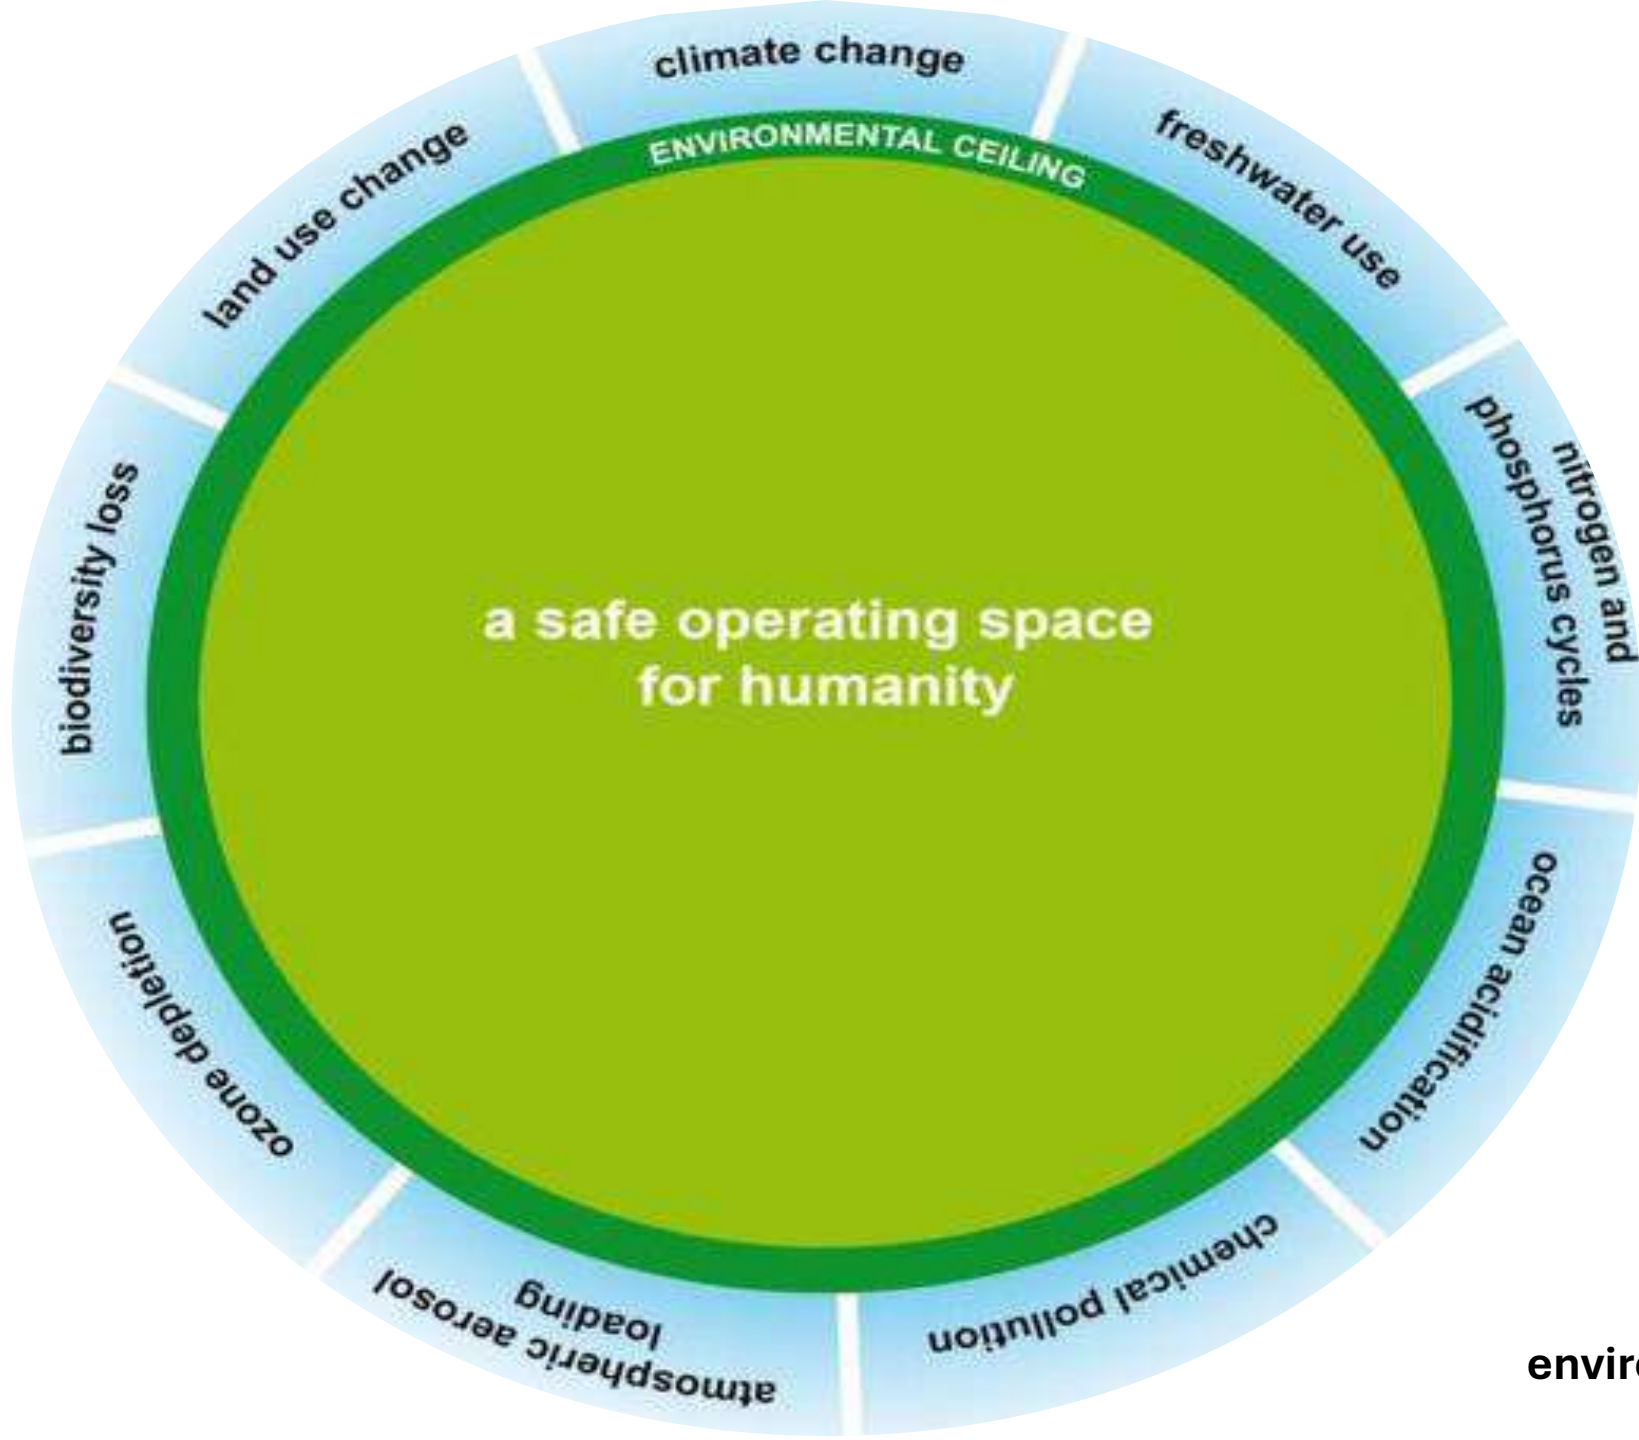 climate change
ENVIRONMENTAL CEILING
freshwater use
nitrogen and
phosphorus cycles
ocean acidification
chemical pollution
atmospheric aerosol
loading
ozone depletion
biodiversity loss
land use change
a safe operating space
for humanity